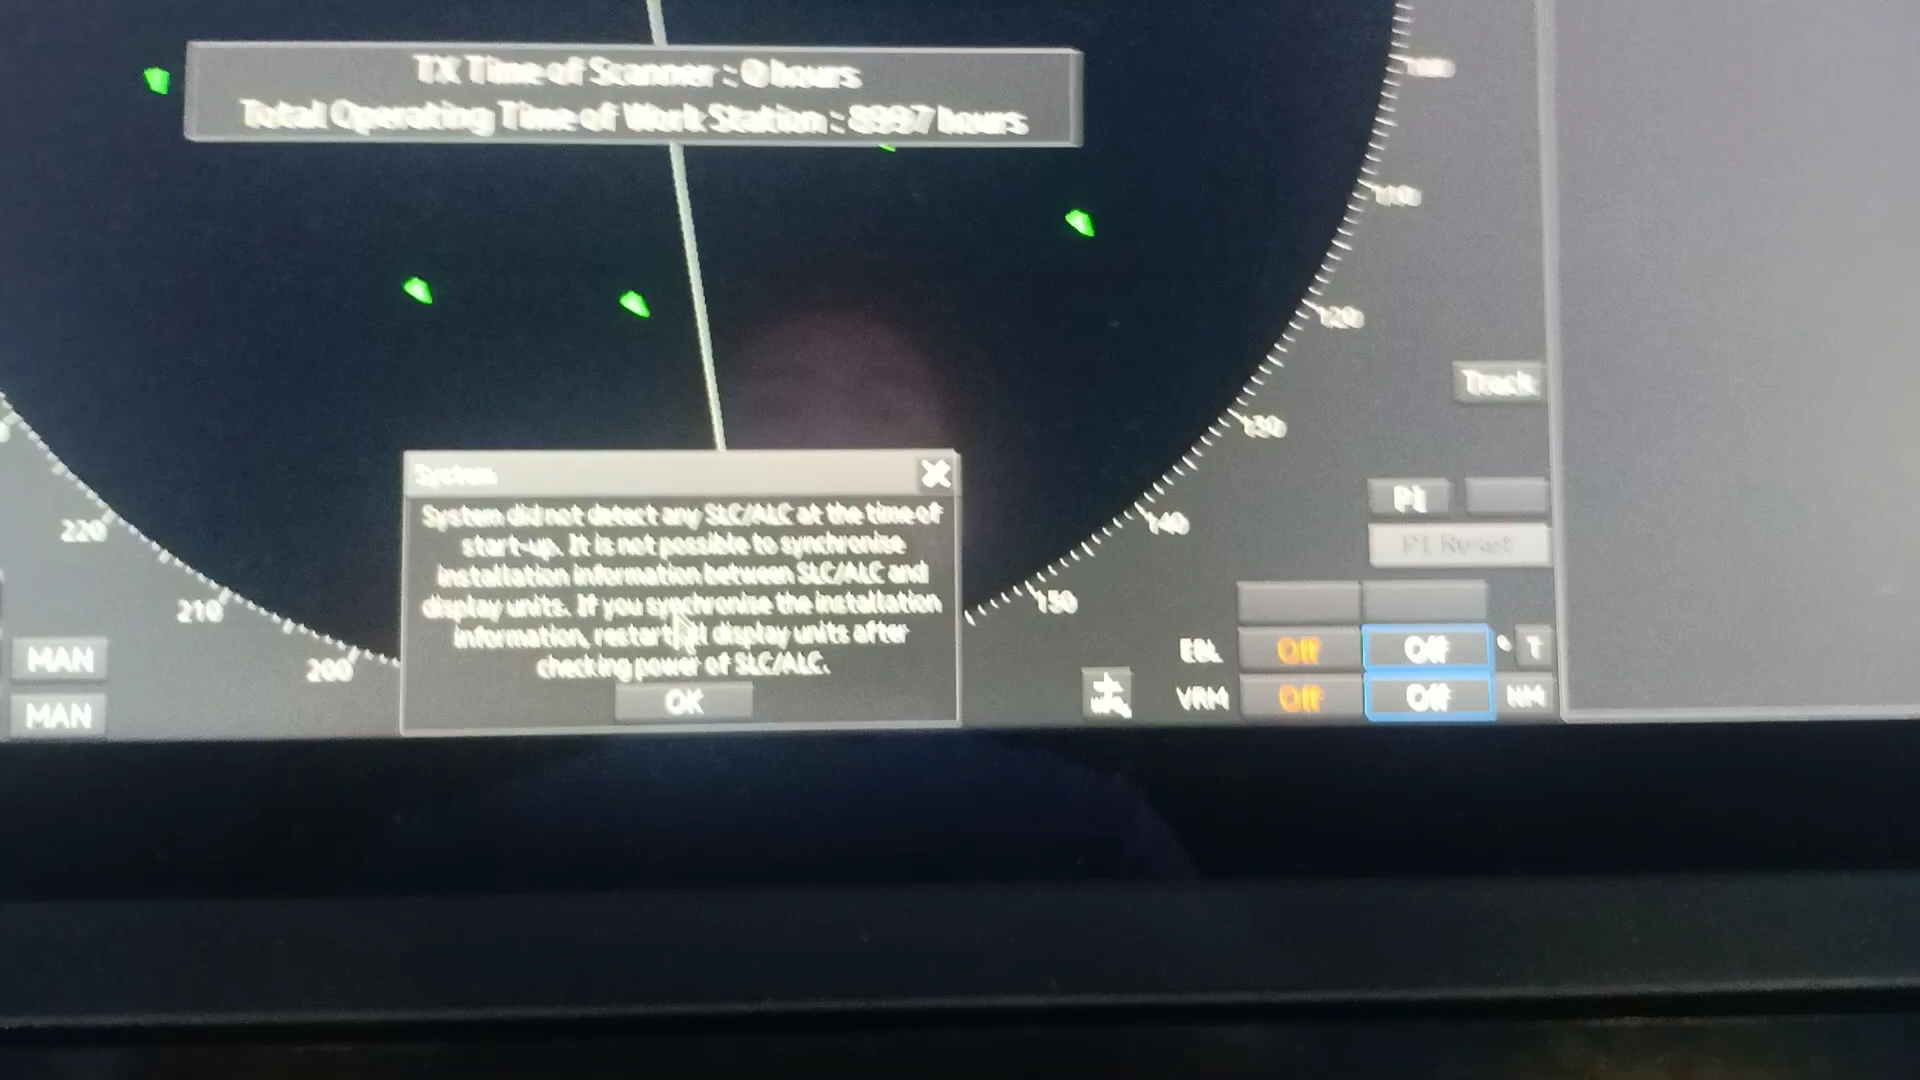 TX Time of Scanner : 0 hours
Total Operating Time of Work Station : 8997 hours
100
110
120
Track
130
System
PI
220
System did not detect any SLC/ALC at the time of
start-up. It is not possible to synchronise
installation information between SLC/ALC and
display units. If you synchronise the installation
information, restart all display units after
checking power of SLC/ALC.
140
PI Reset
210
150
MAN
200
EBL Off Off ° T
OK
MAN
VRM Off Off NM